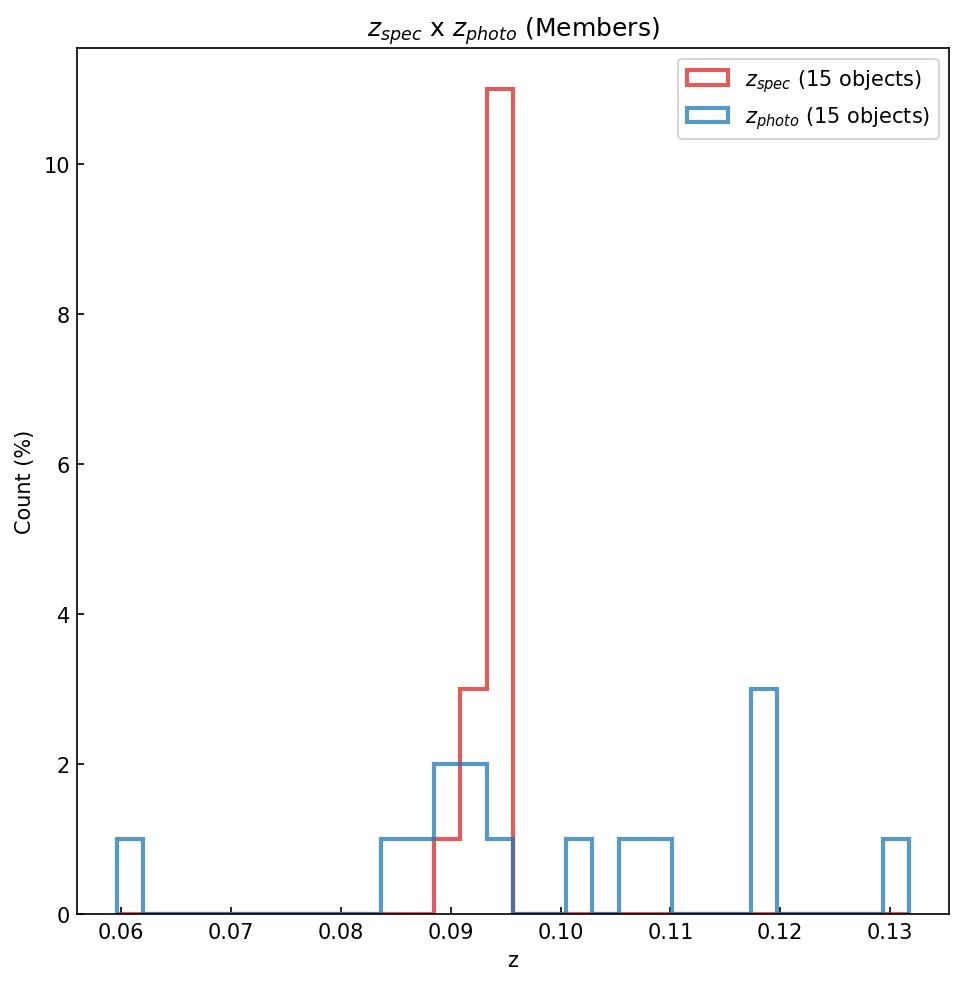 z_spec x z_photo (Members)
z_spec (15 objects)
z_photo (15 objects)
Count (%)
10
8
6
4
2
0
0.06 0.07 0.08 0.09 0.10 0.11 0.12 0.13
z